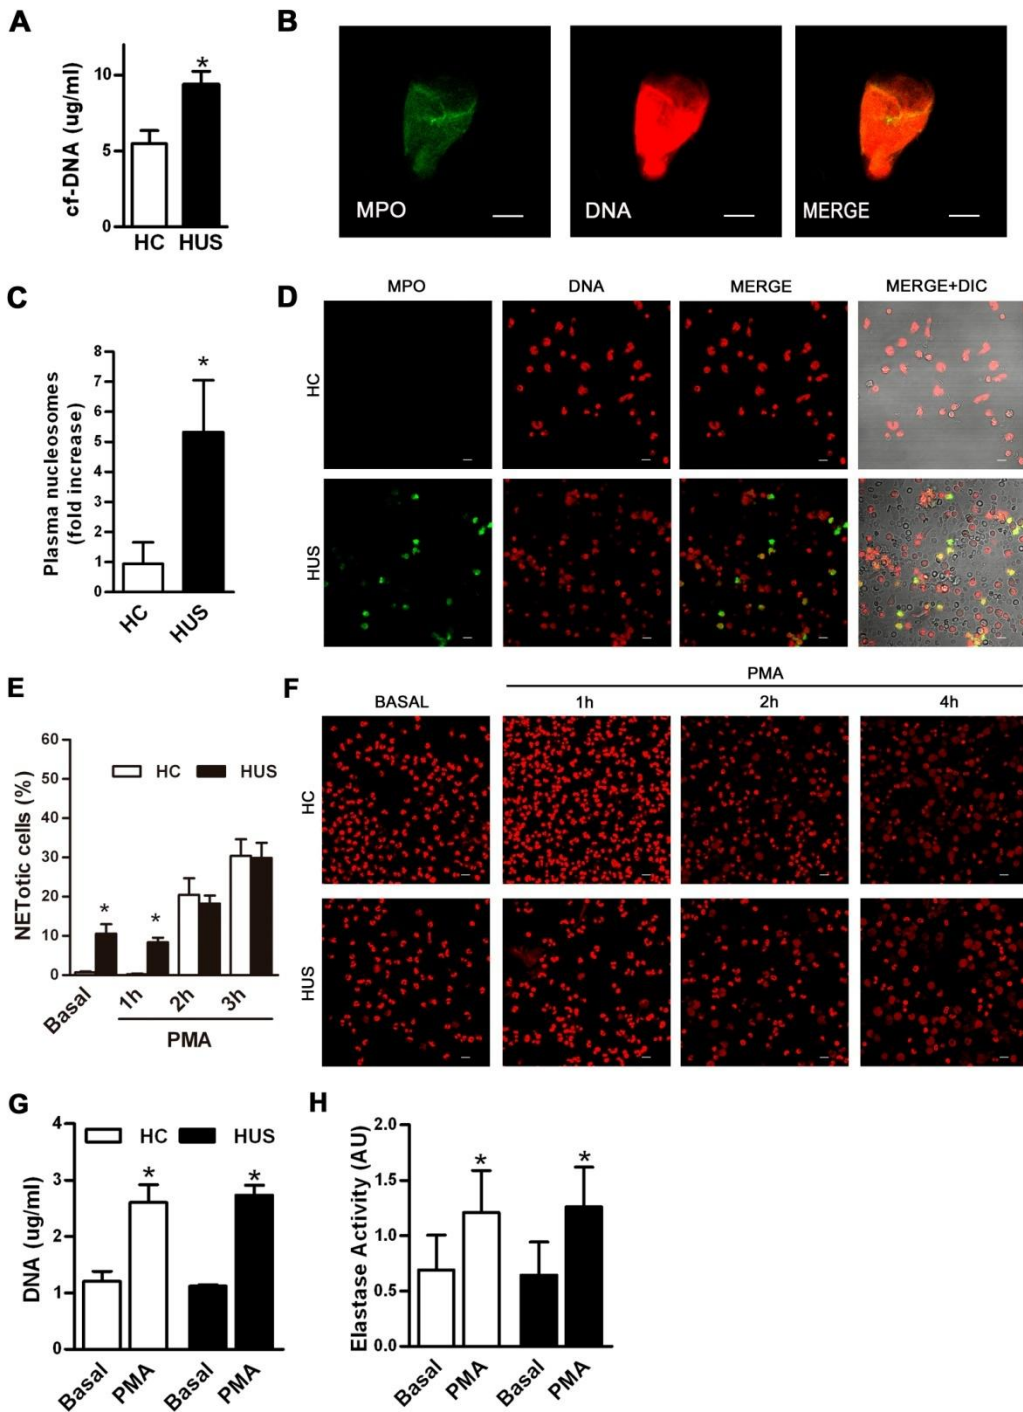 A
cf-DNA (ug/ml)
10
5
0
*
HC
HUS
B
MPO
DNA
MERGE
C
Plasma nucleosomes
(fold increase)
8
7
6
5
4
3
2
1
0
*
HC
HUS
D
MPO
DNA
MERGE
MERGE+DIC
HC
HUS
E
NETotic cells (%)
60
50
40
30
20
10
0
HC
HUS
*
*
Basal
1h
2h
3h
PMA
F
PMA
BASAL
1h
2h
4h
HC
HUS
G
DNA (ug/ml)
4
3
2
1
0
HC
HUS
*
*
Basal
PMA
Basal
PMA
H
Elastase Activity (AU)
2.0
1.5
1.0
0.5
0.0
*
*
Basal
PMA
Basal
PMA